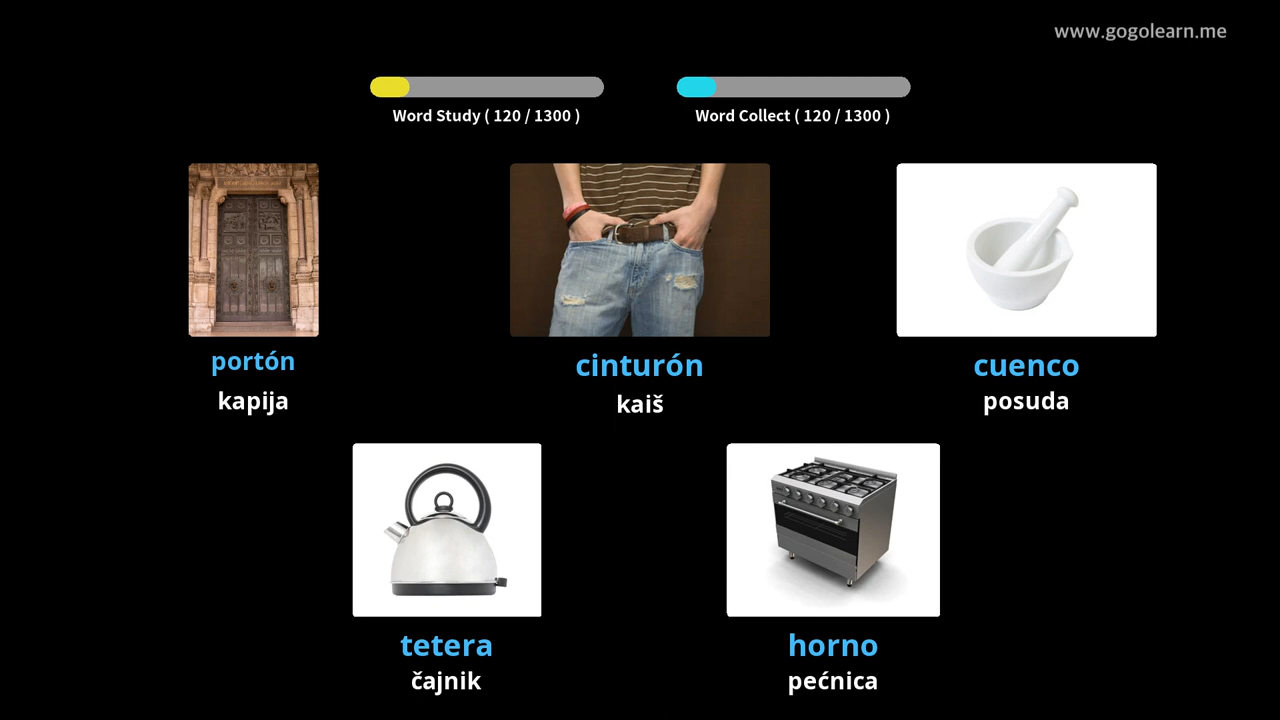 www.gogolearn.me
Word Study ( 120 / 1300 )
Word Collect ( 120 / 1300 )
portón
kapija
cinturón
kaiš
cuenco
posuda
tetera
čajnik
horno
pećnica